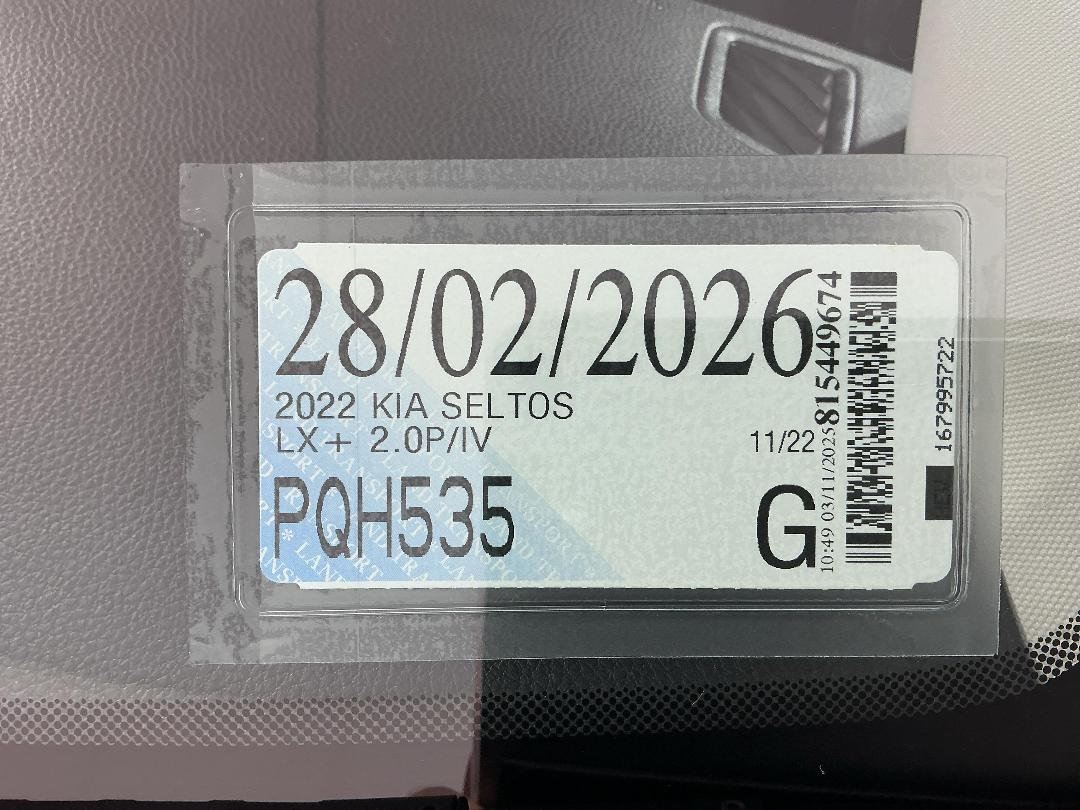 28/02/2026
2022 KIA SELTOS
LX+ 2.0P/IV
11/22
PQH535
G
10:49 03/11/2025
815449674
167995722